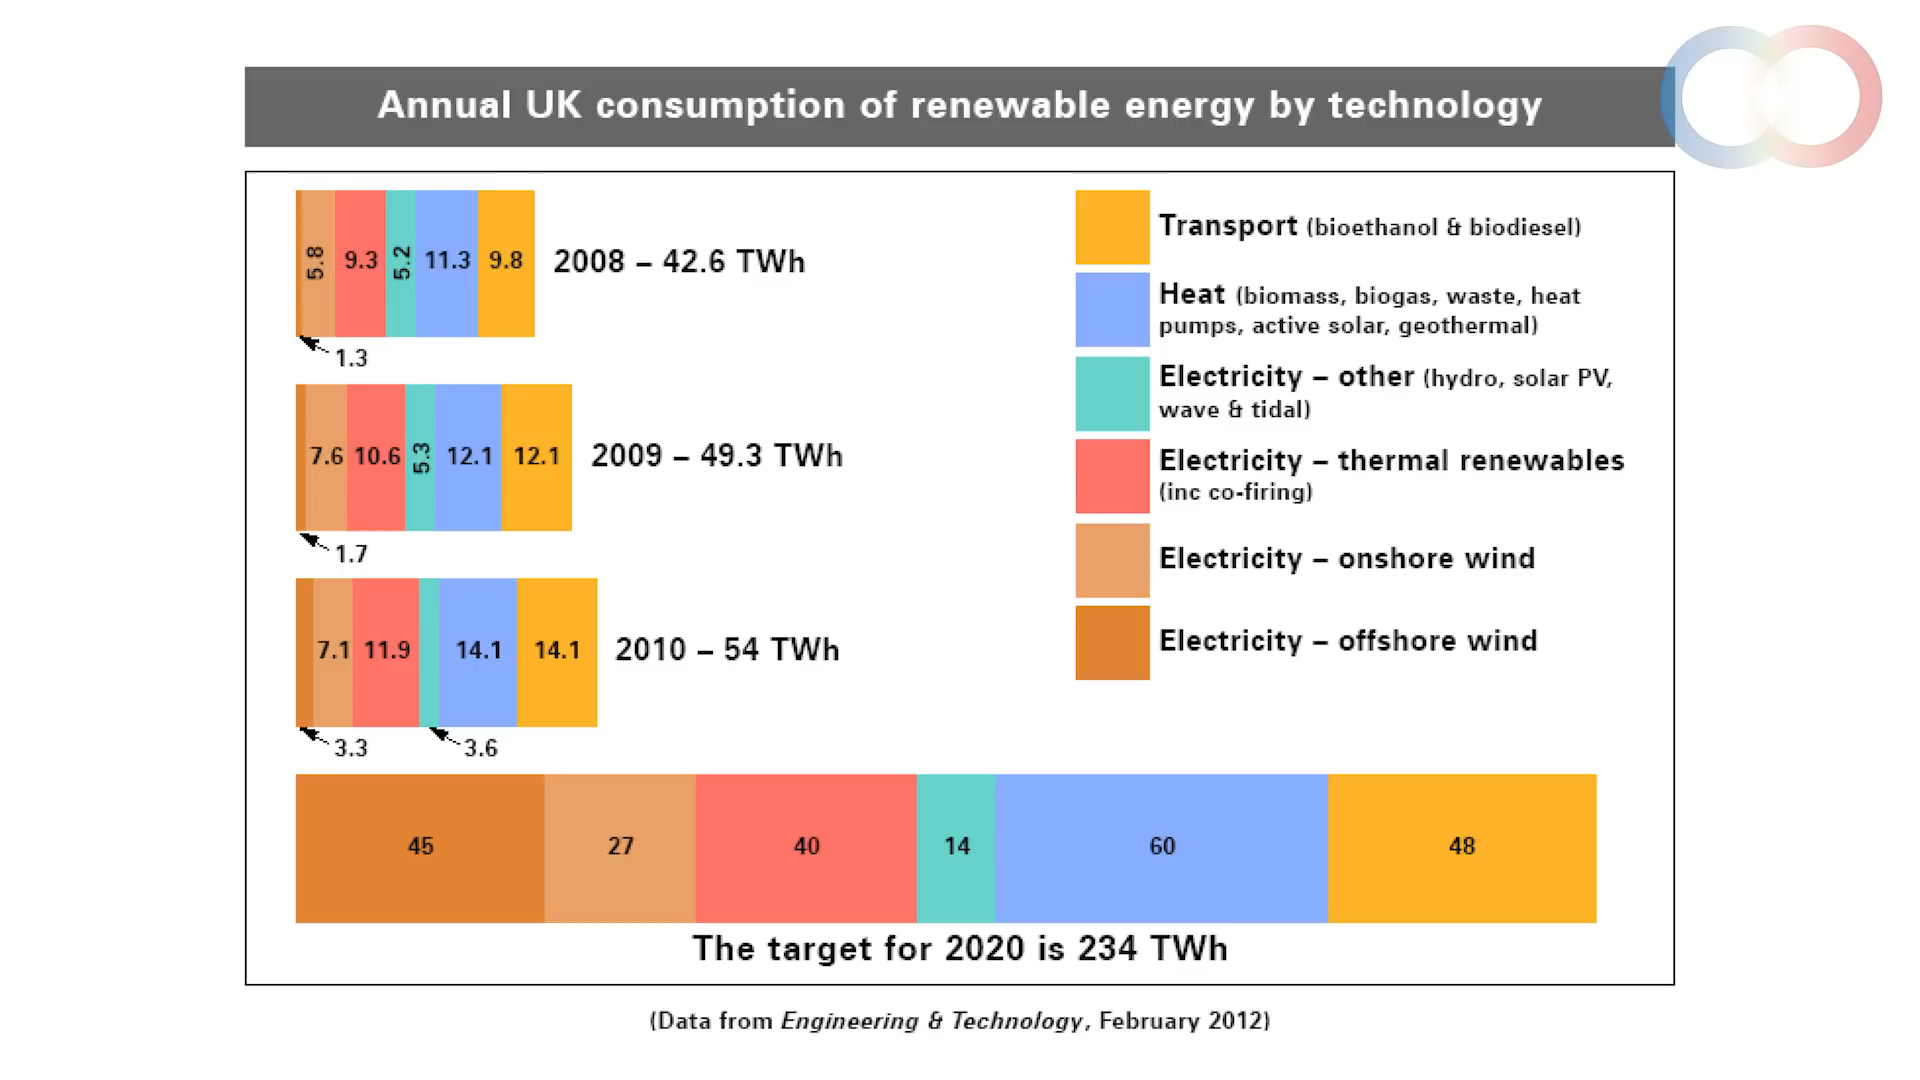 Annual UK consumption of renewable energy by technology
5.8 9.3 5.2 11.3 9.8 2008 – 42.6 TWh
1.3
7.6 10.6 5.3 12.1 12.1 2009 – 49.3 TWh
1.7
7.1 11.9 14.1 14.1 2010 – 54 TWh
3.3 3.6
Transport (bioethanol & biodiesel)
Heat (biomass, biogas, waste, heat
pumps, active solar, geothermal)
Electricity – other (hydro, solar PV,
wave & tidal)
Electricity – thermal renewables
(inc co-firing)
Electricity – onshore wind
Electricity – offshore wind
45 27 40 14 60 48
The target for 2020 is 234 TWh
(Data from Engineering & Technology, February 2012)